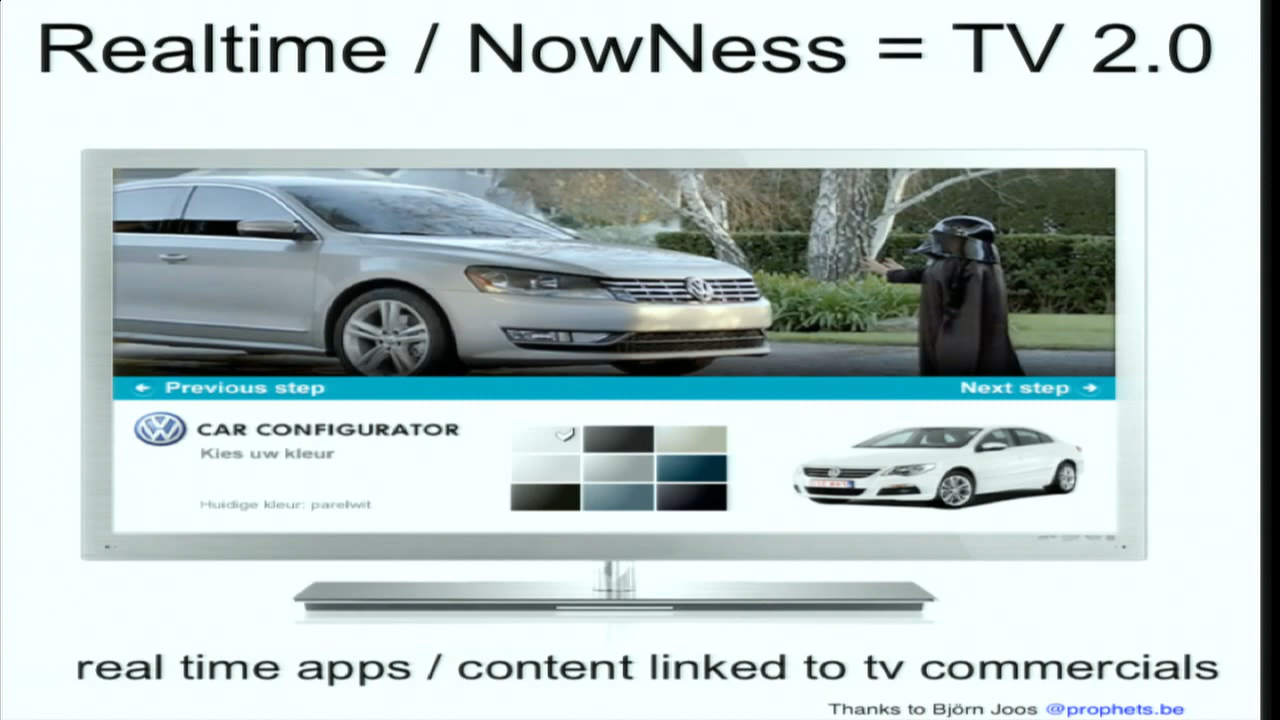 Realtime / NowNess = TV 2.0
Previous step
Next step
CAR CONFIGURATOR
Kies uw kleur
Huidige kleur: parelwit
real time apps / content linked to tv commercials
Thanks to Björn Joos @prophets.be